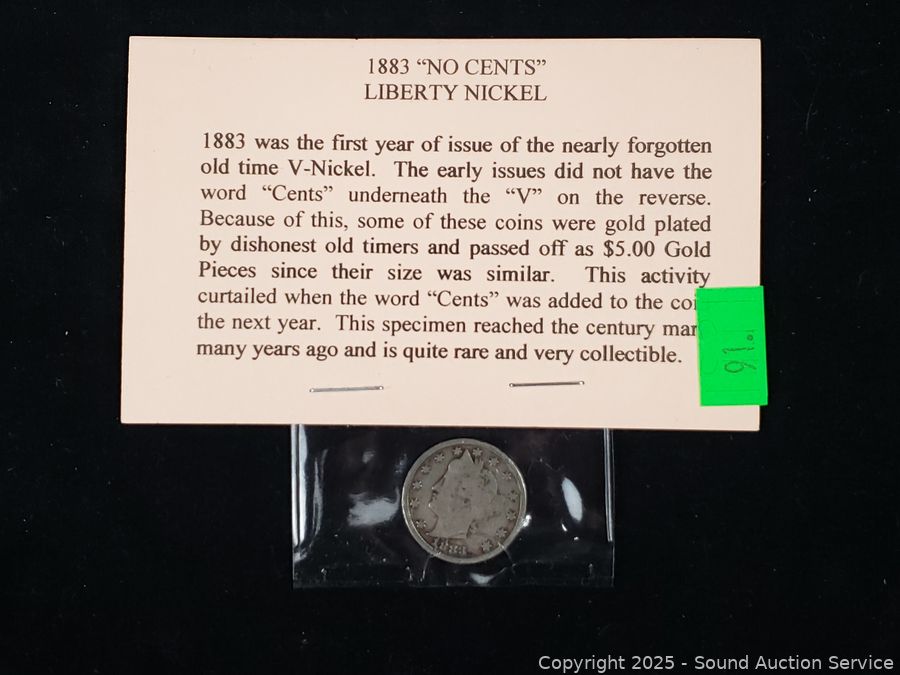 1883 “NO CENTS”
LIBERTY NICKEL
1883 was the first year of issue of the nearly forgotten
old time V-Nickel. The early issues did not have the
word “Cents” underneath the “V” on the reverse.
Because of this, some of these coins were gold plated
by dishonest old timers and passed off as $5.00 Gold
Pieces since their size was similar. This activity
curtailed when the word “Cents” was added to the
the next year. This specimen reached the century
many years ago and is quite rare and very collectible.
1883
Copyright 2025 - Sound Auction Service